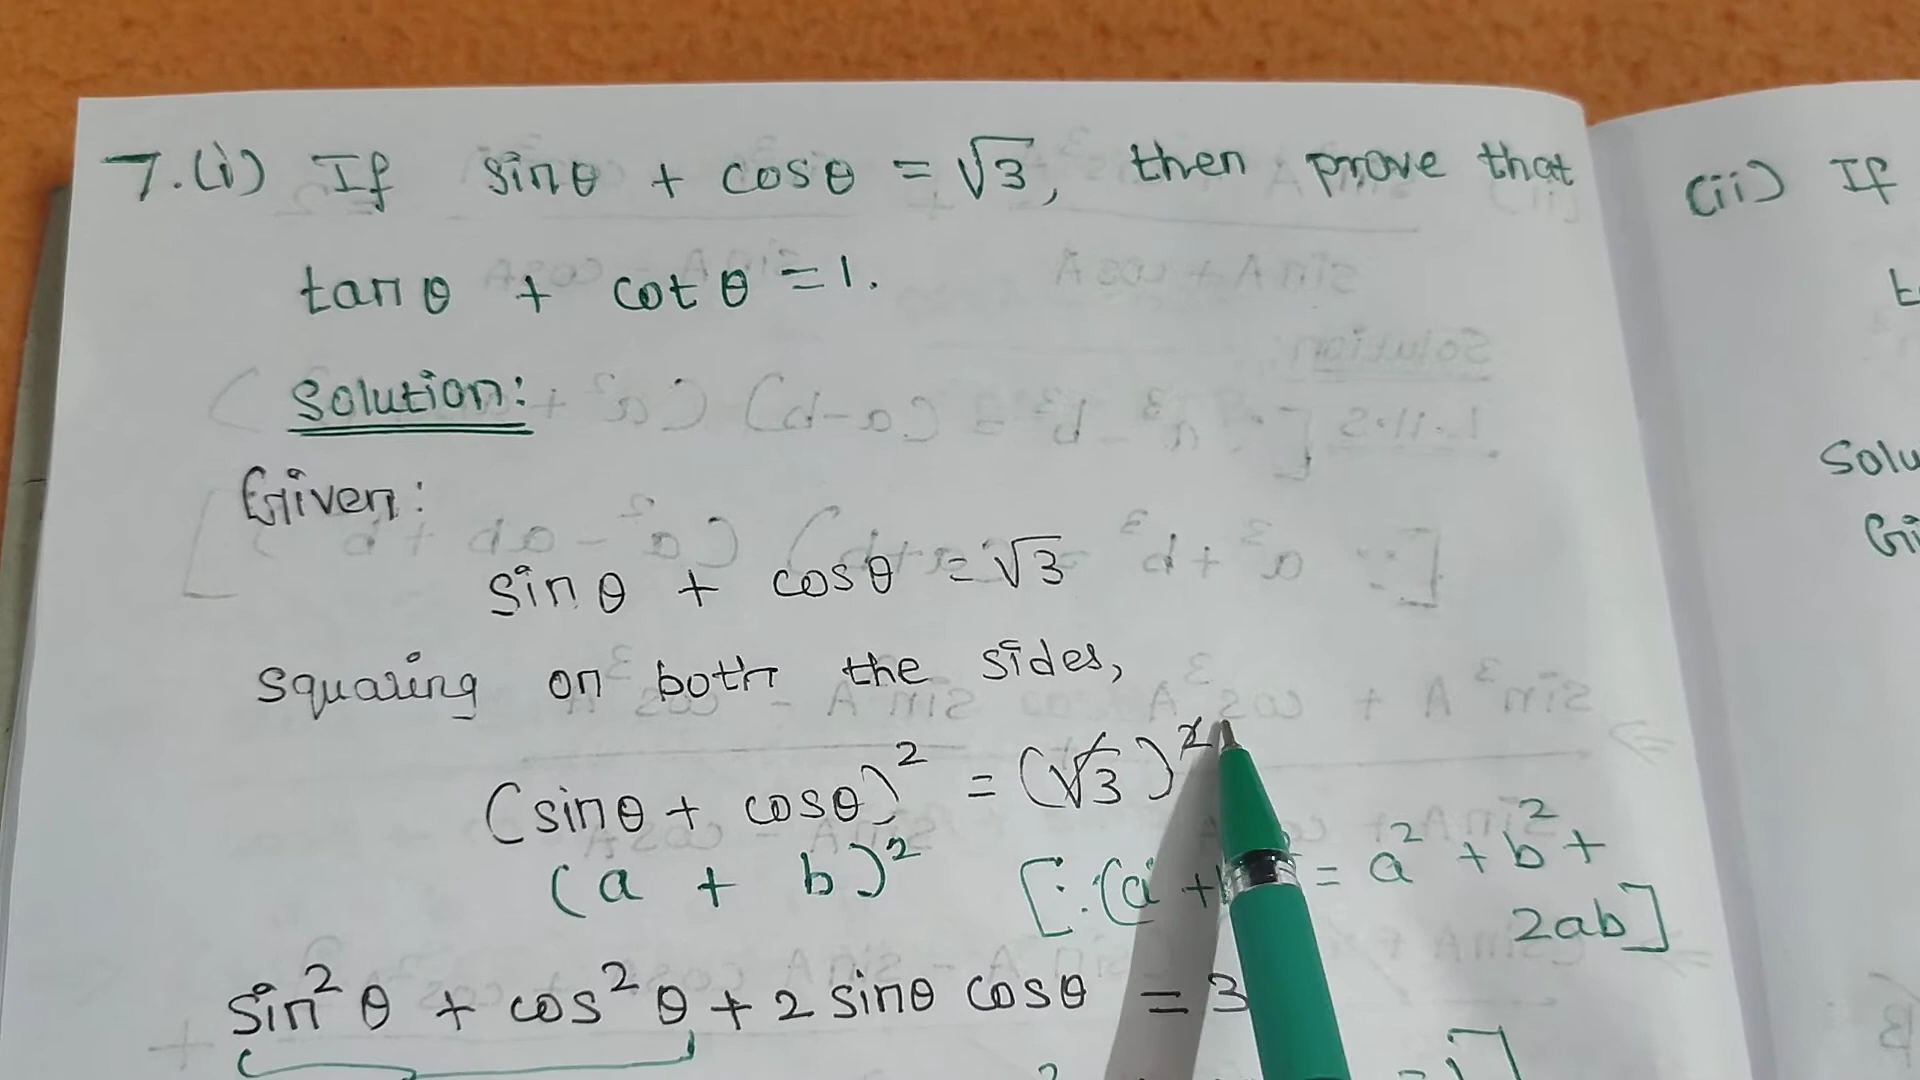 7.(i) If sinθ + cosθ = √3, then prove that
tanθ + cotθ = 1.
Solution:
Given:
sinθ + cosθ = √3
Squaring on both the sides,
(sinθ + cosθ)² = (√3)²
(a + b)² [∵(a + = a² + b² +
2ab]
sin²θ + cos²θ + 2 sinθ cosθ = 3
= 1]
(ii) If
Solu
Gi